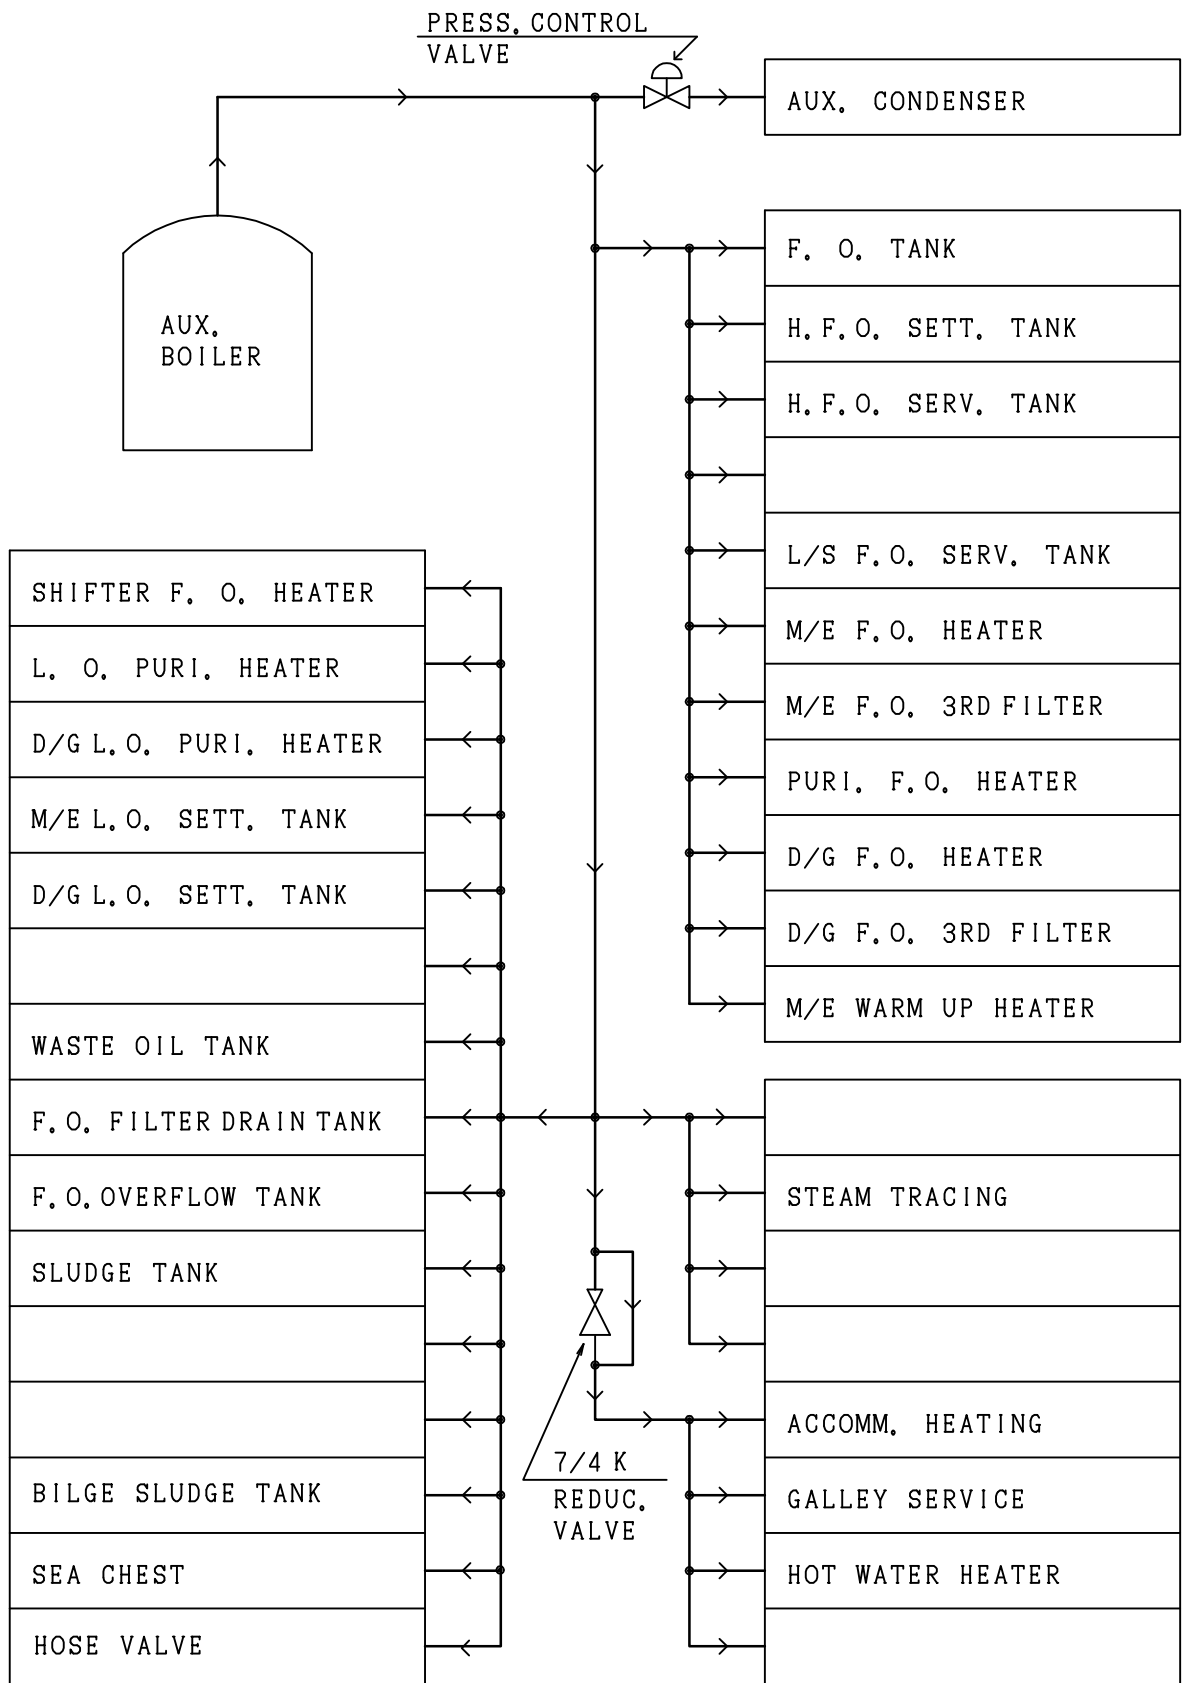 PRESS. CONTROL
VALVE
AUX. CONDENSER
AUX.
BOILER
F. O. TANK
H. F. O. SETT. TANK
H. F. O. SERV. TANK
L/S F. O. SERV. TANK
M/E F. O. HEATER
M/E F. O. 3RD FILTER
PURI. F. O. HEATER
D/G F. O. HEATER
D/G F. O. 3RD FILTER
M/E WARM UP HEATER
SHIFTER F. O. HEATER
L. O. PURI. HEATER
D/G L. O. PURI. HEATER
M/E L. O. SETT. TANK
D/G L. O. SETT. TANK
WASTE OIL TANK
F. O. FILTER DRAIN TANK
F. O. OVERFLOW TANK
SLUDGE TANK
BILGE SLUDGE TANK
SEA CHEST
HOSE VALVE
7/4 K
REDUC.
VALVE
STEAM TRACING
ACCOMM. HEATING
GALLEY SERVICE
HOT WATER HEATER